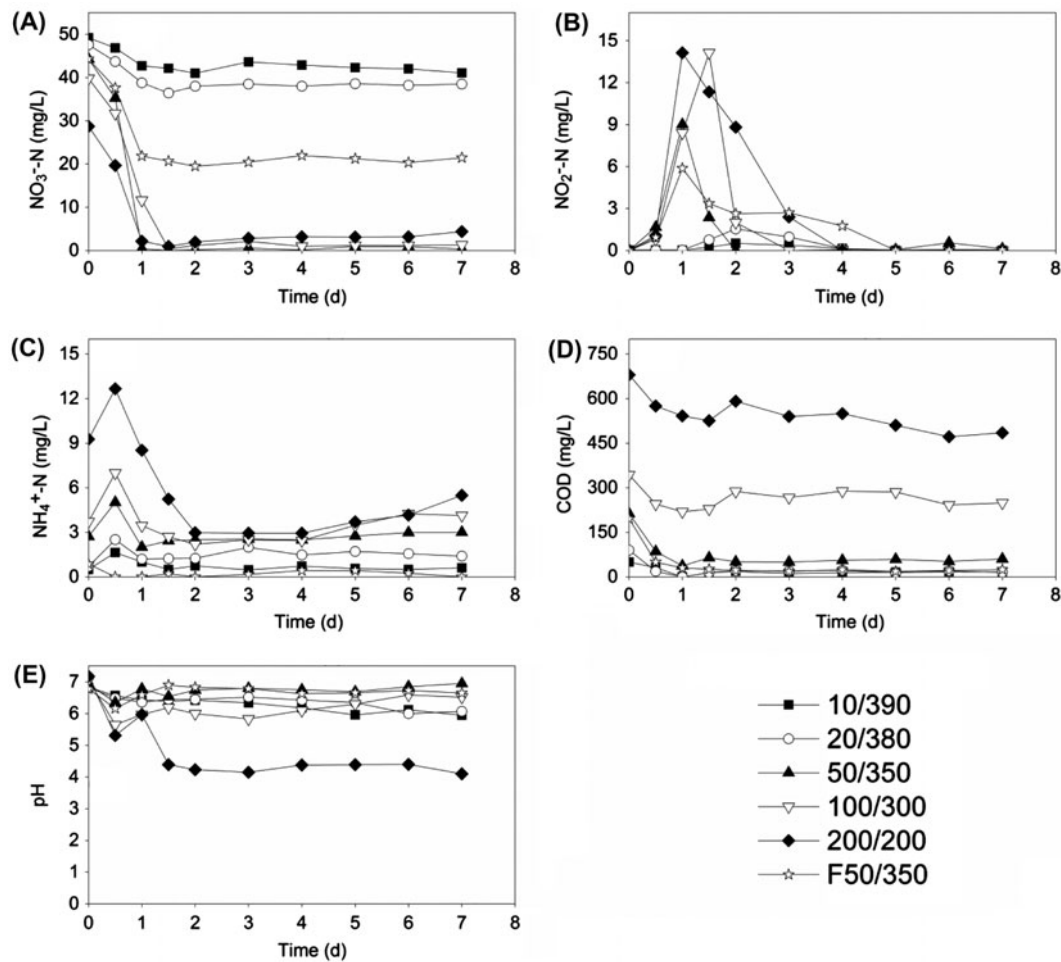 (A)
50
40
30
20
10
0
NO₃⁻-N (mg/L)
0 1 2 3 4 5 6 7 8
Time (d)
(B)
15
12
9
6
3
0
NO₂⁻-N (mg/L)
0 1 2 3 4 5 6 7 8
Time (d)
(C)
15
12
9
6
3
0
NH₄⁺-N (mg/L)
0 1 2 3 4 5 6 7 8
Time (d)
(D)
750
600
450
300
150
0
COD (mg/L)
0 1 2 3 4 5 6 7 8
Time (d)
(E)
7
6
5
4
3
2
1
0
pH
0 1 2 3 4 5 6 7 8
Time (d)
10/390
20/380
50/350
100/300
200/200
F50/350